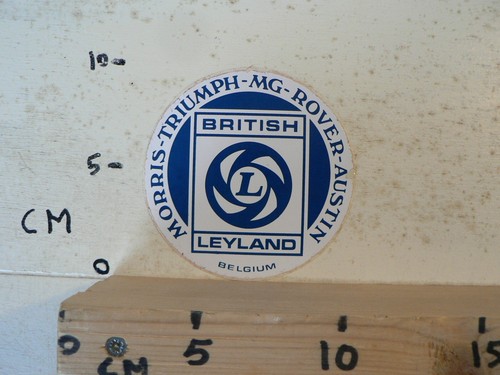 10-
5-
CM
0
MORRIS-TRIUMPH-MG-ROVER-AUSTIN
BRITISH
L
LEYLAND
BELGIUM
0 5 10 15
CM